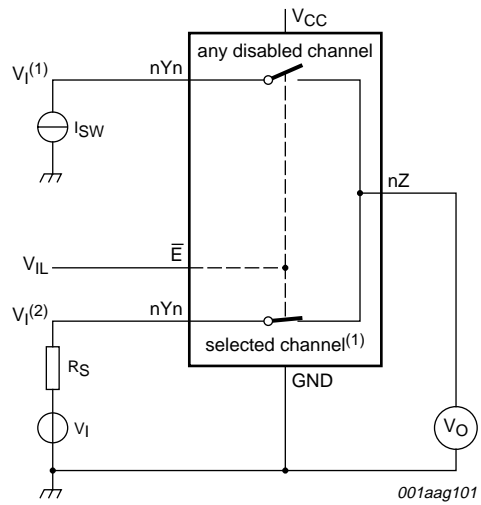 VCC
any disabled channel
VI(1)
nYn
ISW
nZ
E̅
VIL
VI(2)
nYn
selected channel(1)
RS
GND
VI
VO
001aag101